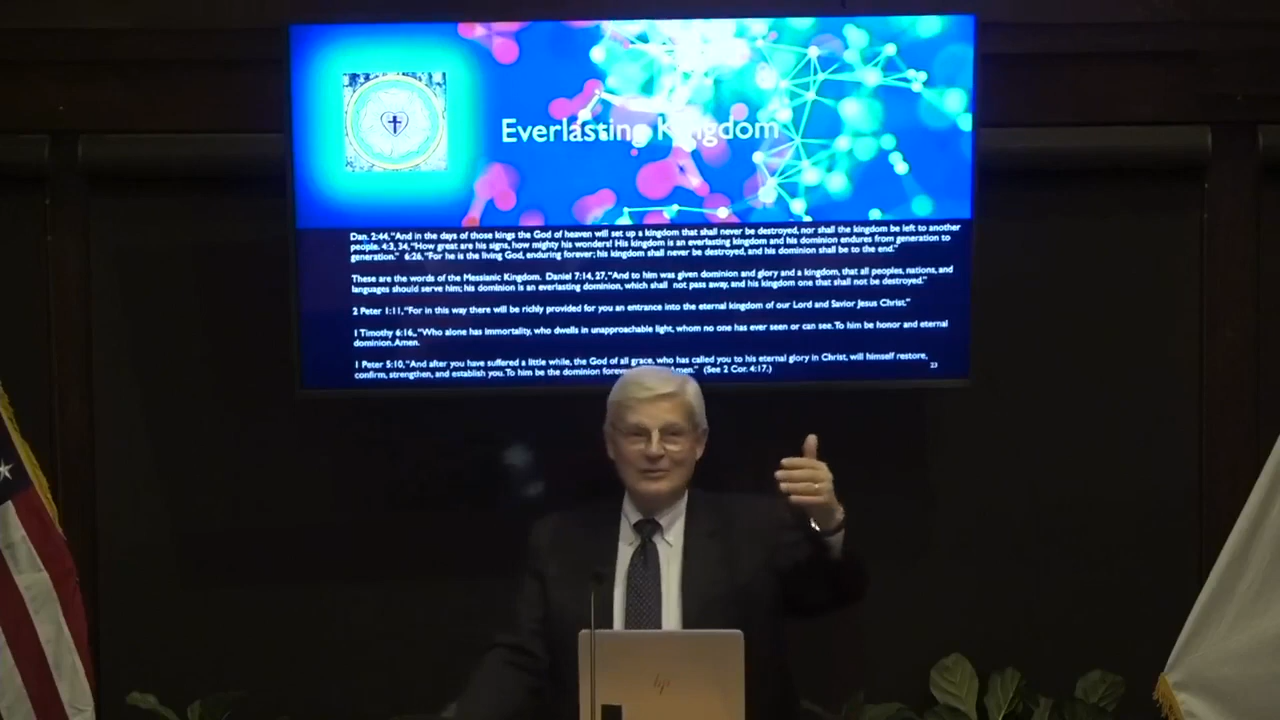 Everlasting Kingdom
Dan. 2:44, "And in the days of those kings the God of heaven will set up a kingdom that shall never be destroyed, nor shall the kingdom be left to another
people. 4:3, 34, "How great are his signs, how mighty his wonders! His kingdom is an everlasting kingdom and his dominion endures from generation to
generation." 6:26, "For he is the living God, enduring forever; his kingdom shall never be destroyed, and his dominion shall be to the end."
These are the words of the Messianic Kingdom. Daniel 7:14, 27, "And to him was given dominion and glory and a kingdom, that all peoples, nations, and
languages should serve him; his dominion is an everlasting dominion, which shall not pass away, and his kingdom one that shall not be destroyed."
2 Peter 1:11, "For in this way there will be richly provided for you an entrance into the eternal kingdom of our Lord and Savior Jesus Christ."
1 Timothy 6:16,, "Who alone has immortality, who dwells in unapproachable light, whom no one has ever seen or can see. To him be honor and eternal
dominion. Amen.
1 Peter 5:10, "And after you have suffered a little while, the God of all grace, who has called you to his eternal glory in Christ, will himself restore,
confirm, strengthen, and establish you. To him be the dominion Amen." (See 2 Cor. 4:17.)
23
hp